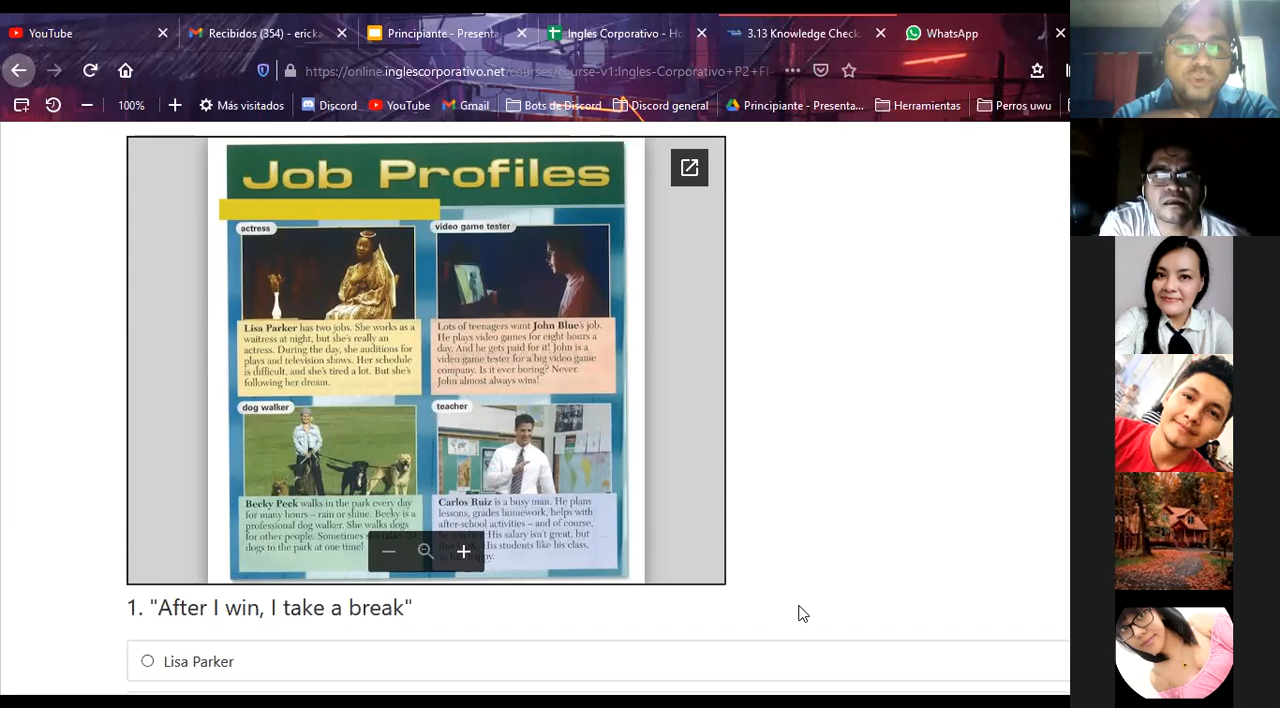 YouTube
Recibidos (354) - ericka
Principiante - Presenta
Ingles Corporativo - Ho
3.13 Knowledge Check
WhatsApp
https://online.inglescorporativo.net/courses/course-v1:Ingles-Corporativo+P2+FI-
100%
Más visitados
Discord
YouTube
Gmail
Bots de Discord
Discord general
Principiante - Presenta...
Herramientas
Perros uwu
Job Profiles
actress
Lisa Parker has two jobs. She works as a
waitress at night, but she's really an
actress. During the day, she auditions for
plays and television shows. Her schedule
is difficult, and she's tired a lot. But she's
following her dream.
video game tester
Lots of teenagers want John Blue's job.
He plays video games for eight hours a
day. And he gets paid for it! John is a
video game tester for a big video game
company. Is it ever boring? Never.
John almost always wins!
dog walker
Becky Peek walks in the park every day
for many hours – rain or shine. Becky is a
professional dog walker. She walks dogs
for other people. Sometimes she
dogs to the park at one time!
teacher
Carlos Ruiz is a busy man. He plans
lessons, grades homework, helps with
after-school activities – and of course,
he teaches! His salary isn't great, but
His students like his class,
1. "After I win, I take a break"
Lisa Parker